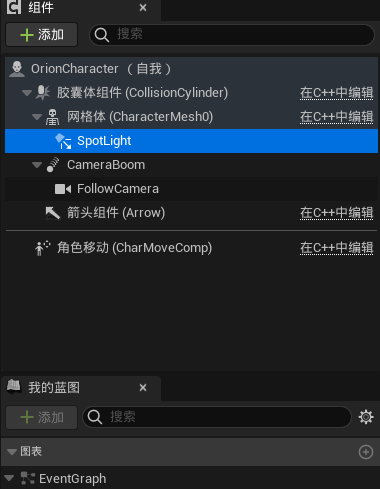 组件
添加
搜索
OrionCharacter （自我）
胶囊体组件 (CollisionCylinder) 在C++中编辑
网格体 (CharacterMesh0) 在C++中编辑
SpotLight
CameraBoom
FollowCamera
箭头组件 (Arrow) 在C++中编辑
角色移动 (CharMoveComp) 在C++中编辑
我的蓝图
添加
搜索
图表
EventGraph